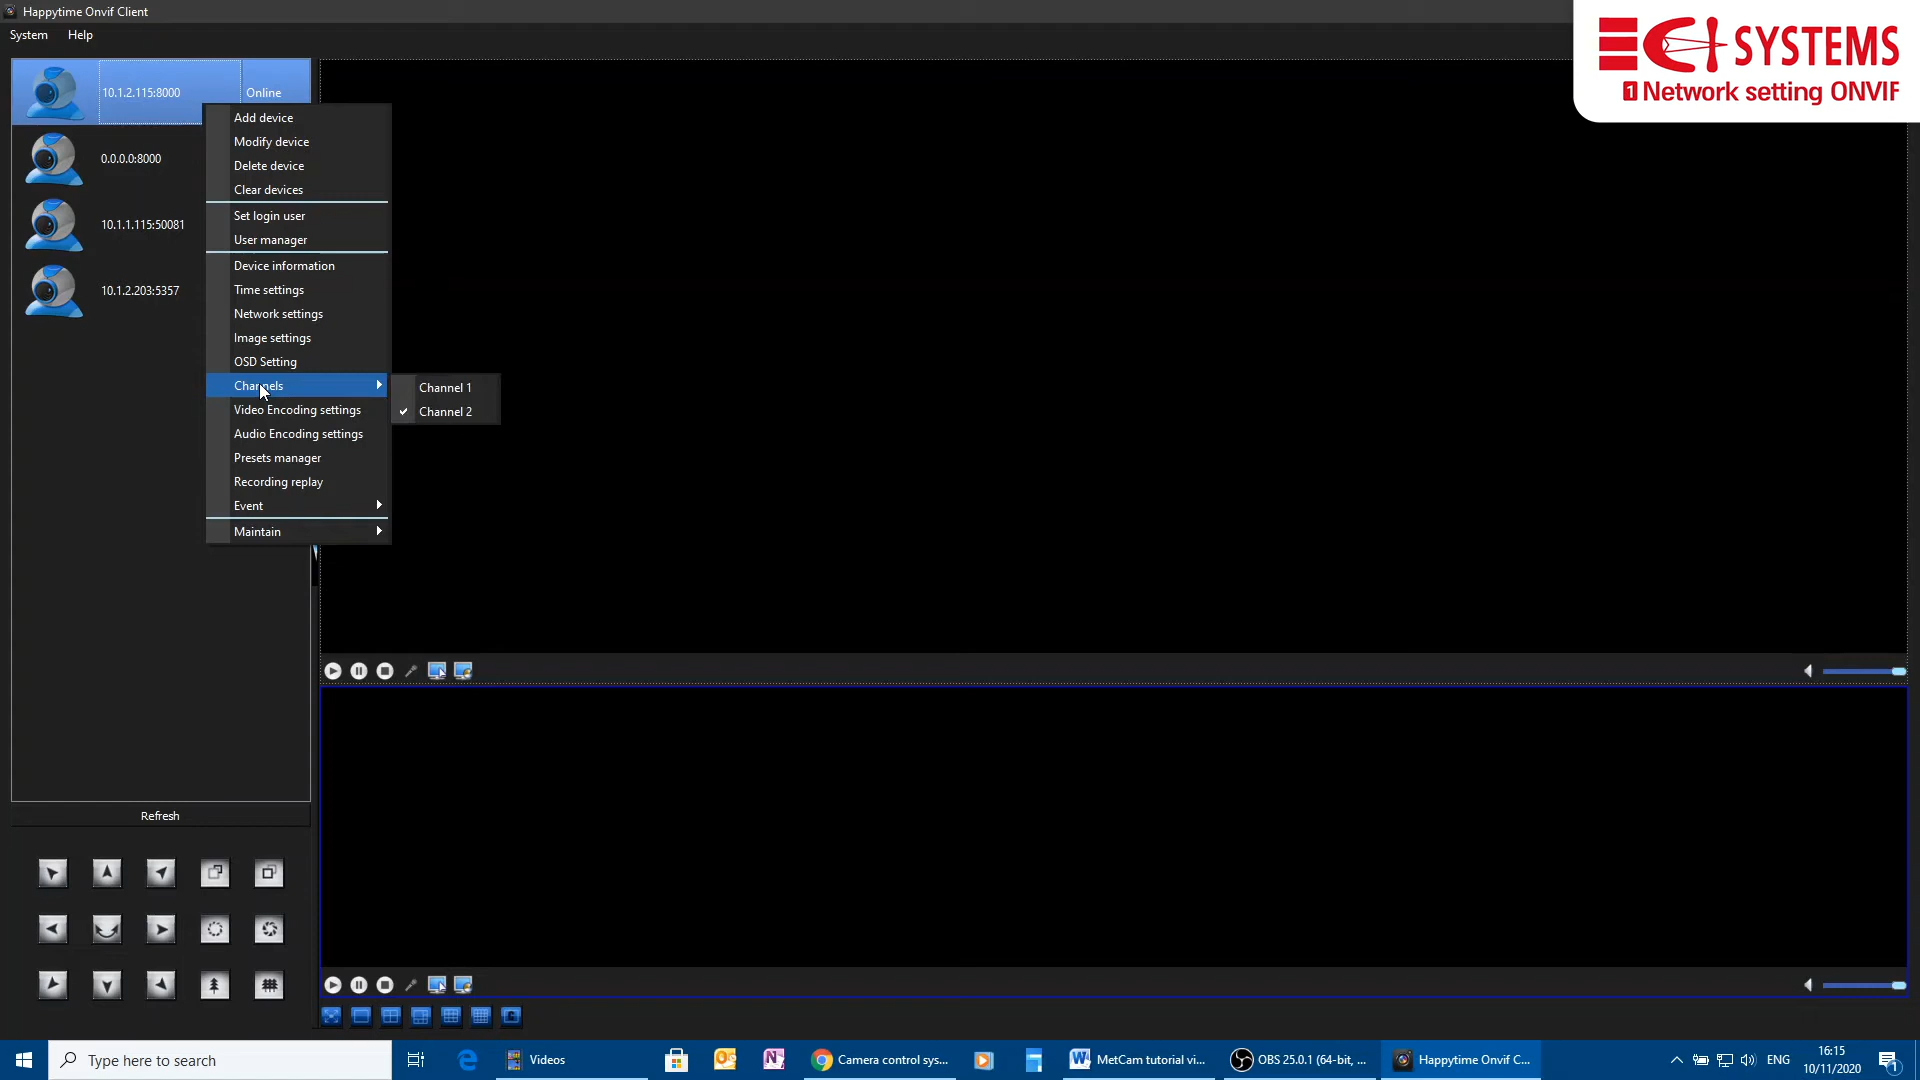 Happytime Onvif Client
System Help
ECI SYSTEMS
1 Network setting ONVIF
10.1.2.115:8000 Online
0.0.0.0:8000
10.1.1.115:50081
10.1.2.203:5357
Add device
Modify device
Delete device
Clear devices
Set login user
User manager
Device information
Time settings
Network settings
Image settings
OSD Setting
Channels
Video Encoding settings
Audio Encoding settings
Presets manager
Recording replay
Event
Maintain
Channel 1
Channel 2
Refresh
Type here to search
Videos
Camera control sys...
MetCam tutorial vi...
OBS 25.0.1 (64-bit, ...
Happytime Onvif C...
ENG
16:15
10/11/2020
1